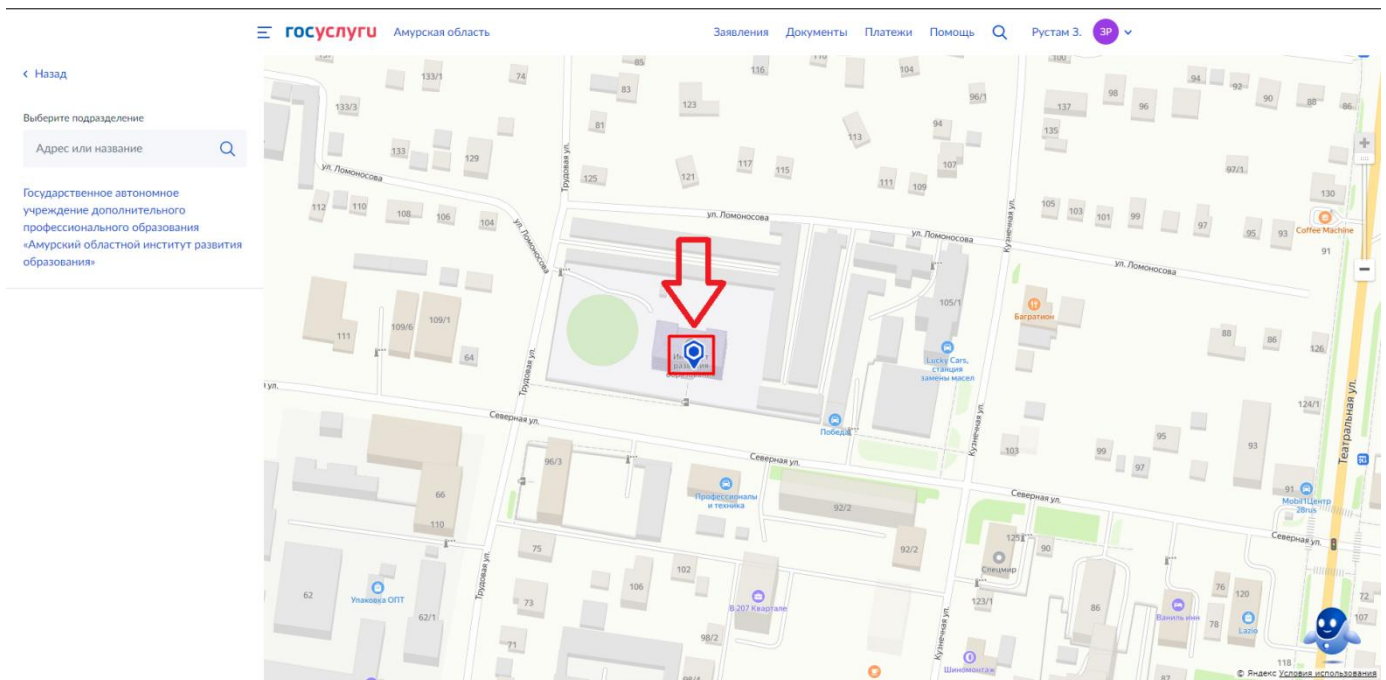 госуслуги
Амурская область
Заявления
Документы
Платежи
Помощь
Рустам З.
ЗР
Назад
Выберите подразделение
Адрес или название
Государственное автономное
учреждение дополнительного
профессионального образования
«Амурский областной институт развития
образования»
85
116
104
133/1
74
83
123
133/3
81
113
94
96/1
137
98
96
94
92
90
88
86
135
133
129
117
115
107
97/1
ул. Ломоносова
Трудовая ул.
125
121
111
109
130
112
110
108
106
104
ул. Ломоносова
ул. Ломоносова
ул. Ломоносова
Кузнечная ул.
105
103
101
99
97
95
93
Coffee Machine
91
ул. Ломоносова
105/1
Багратион
111
109/6
109/1
64
Трудовая ул.
развития
Lucky Cars,
станция
замены масел
88
86
126
124/1
Театральная ул.
Северная ул.
Победа
Кузнечная ул.
103
99
97
95
93
96/3
Северная ул.
Профессионалы
и техника
92/2
Северная ул.
91
Mobil1Центр
28rus
66
110
75
92/2
125
90
Спецмир
Северная ул.
62
Упаковка ОПТ
62/1
Трудовая ул.
73
106
102
В 207 Квартале
123/1
86
Ваниль инн
76
78
120
Lazio
72
107
71
98/2
98/4
Кузнечная ул.
Шиномонтаж
87
118
© Яндекс Условия использования